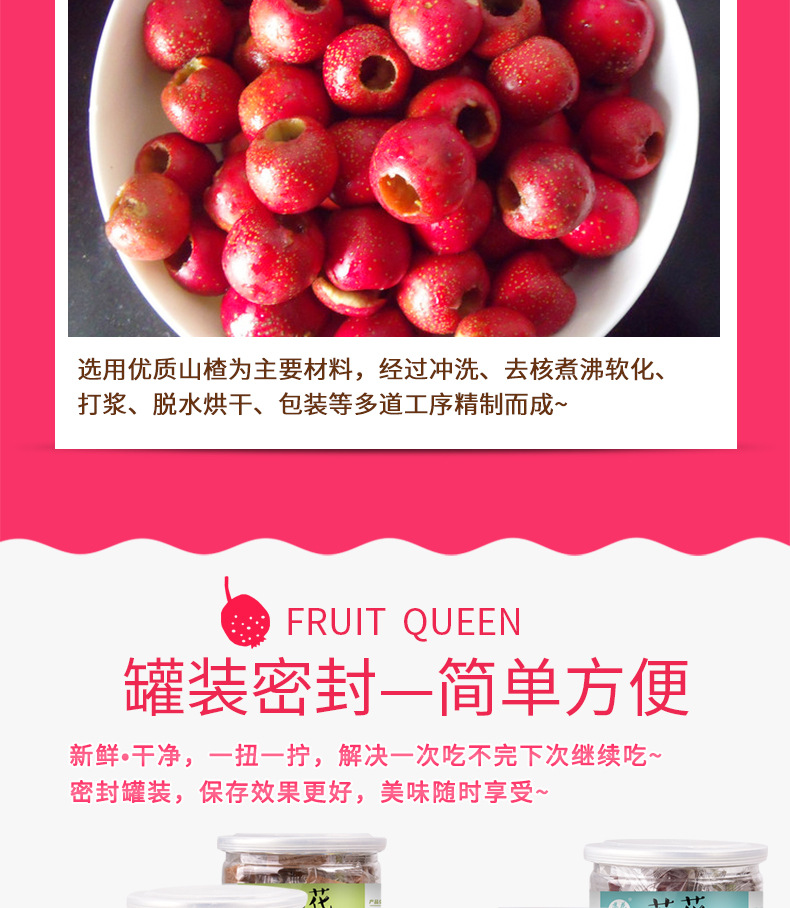 选用优质山楂为主要材料，经过冲洗、去核煮沸软化、
打浆、脱水烘干、包装等多道工序精制而成~
FRUIT QUEEN
罐装密封—简单方便
新鲜•干净，一扭一拧，解决一次吃不完下次继续吃~
密封罐装，保存效果更好，美味随时享受~
花